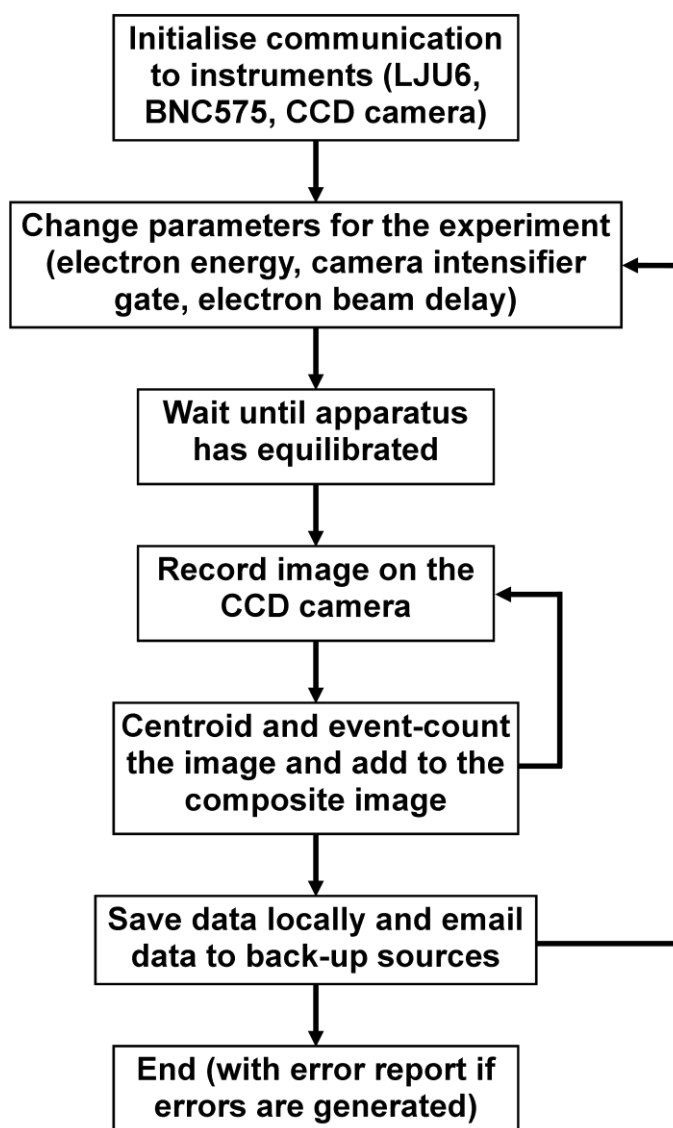 Initialise communication
to instruments (LJU6,
BNC575, CCD camera)
Change parameters for the experiment
(electron energy, camera intensifier
gate, electron beam delay)
Wait until apparatus
has equilibrated
Record image on the
CCD camera
Centroid and event-count
the image and add to the
composite image
Save data locally and email
data to back-up sources
End (with error report if
errors are generated)